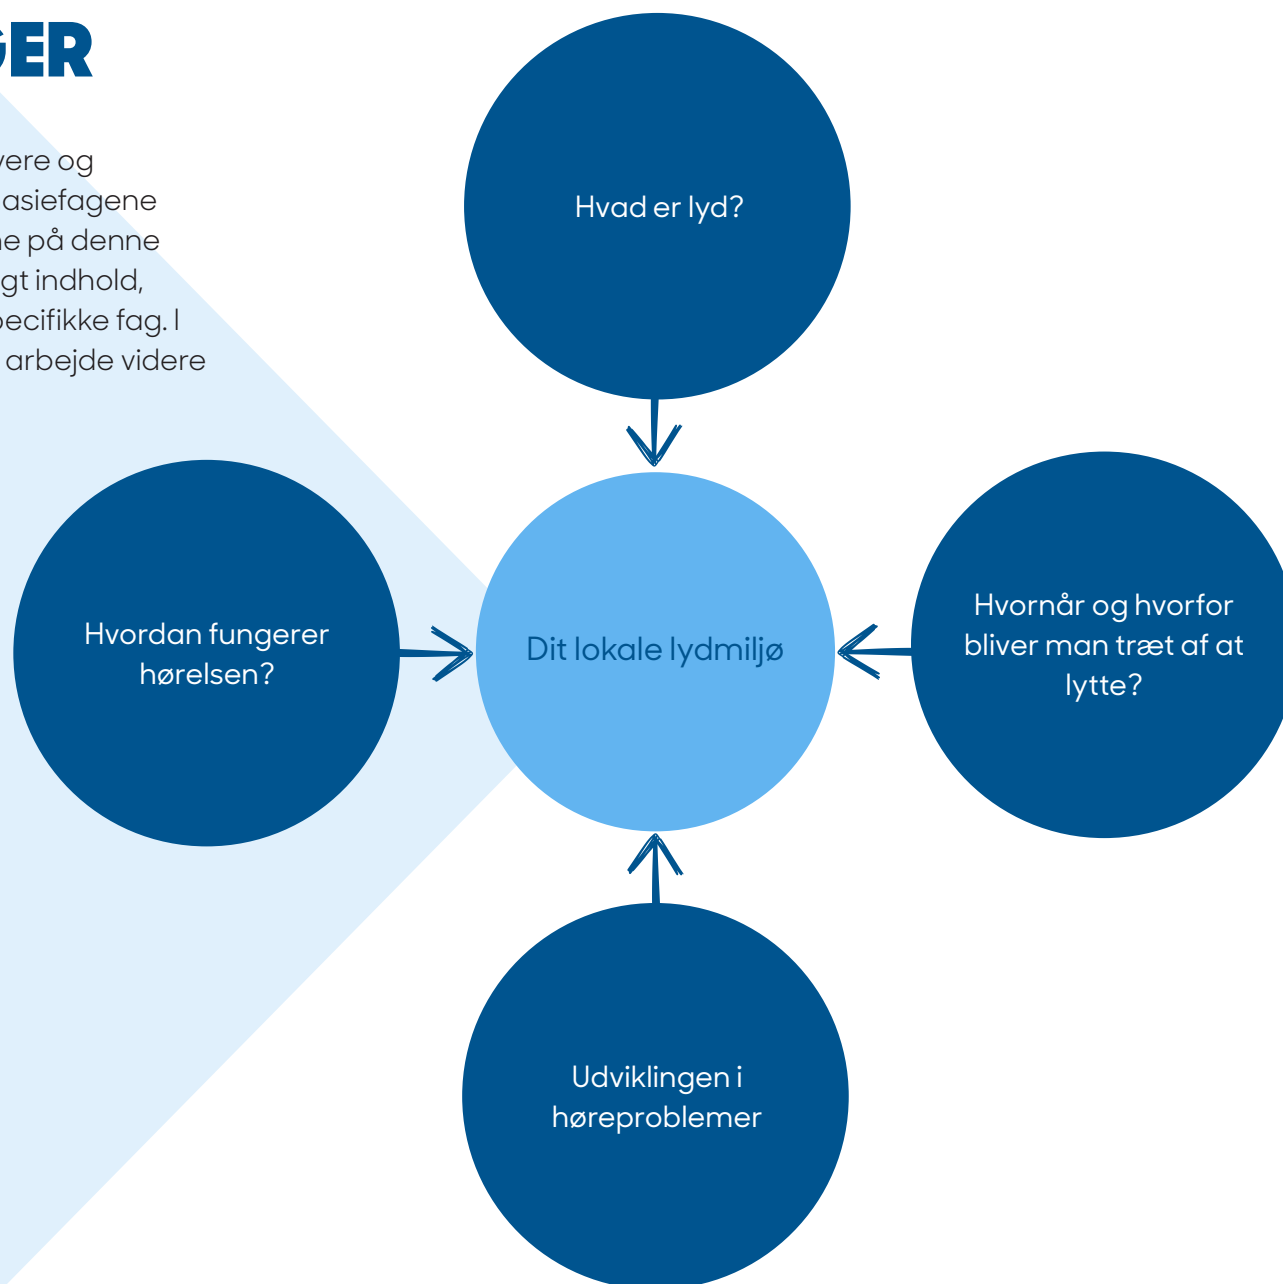 GER
vere og
asiefagene
ne på denne
gt indhold,
pecifikke fag. I
arbejde videre
Hvad er lyd?
Hvordan fungerer
hørelsen?
Dit lokale lydmiljø
Hvornår og hvorfor
bliver man træt af at
lytte?
Udviklingen i
høreproblemer